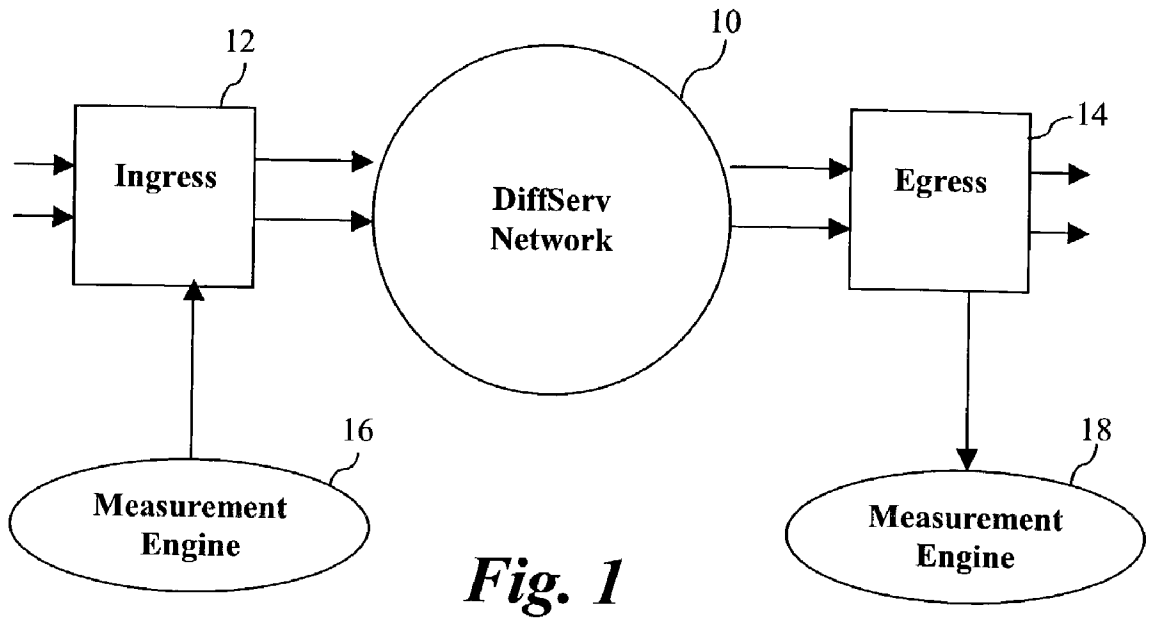 12
10
14
Ingress
Egress
DiffServ
Network
16
18
Measurement
Engine
Measurement
Engine
Fig. 1